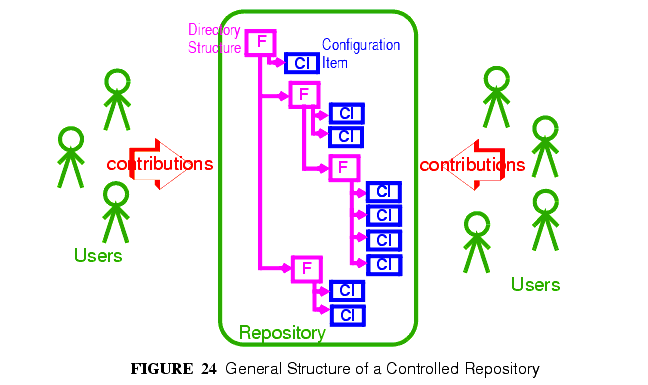 Directory
Structure
F
Configuration
Item
CI
F
CI
CI
contributions
F
contributions
CI
CI
CI
CI
Users
F
CI
Users
CI
Repository
FIGURE 24 General Structure of a Controlled Repository